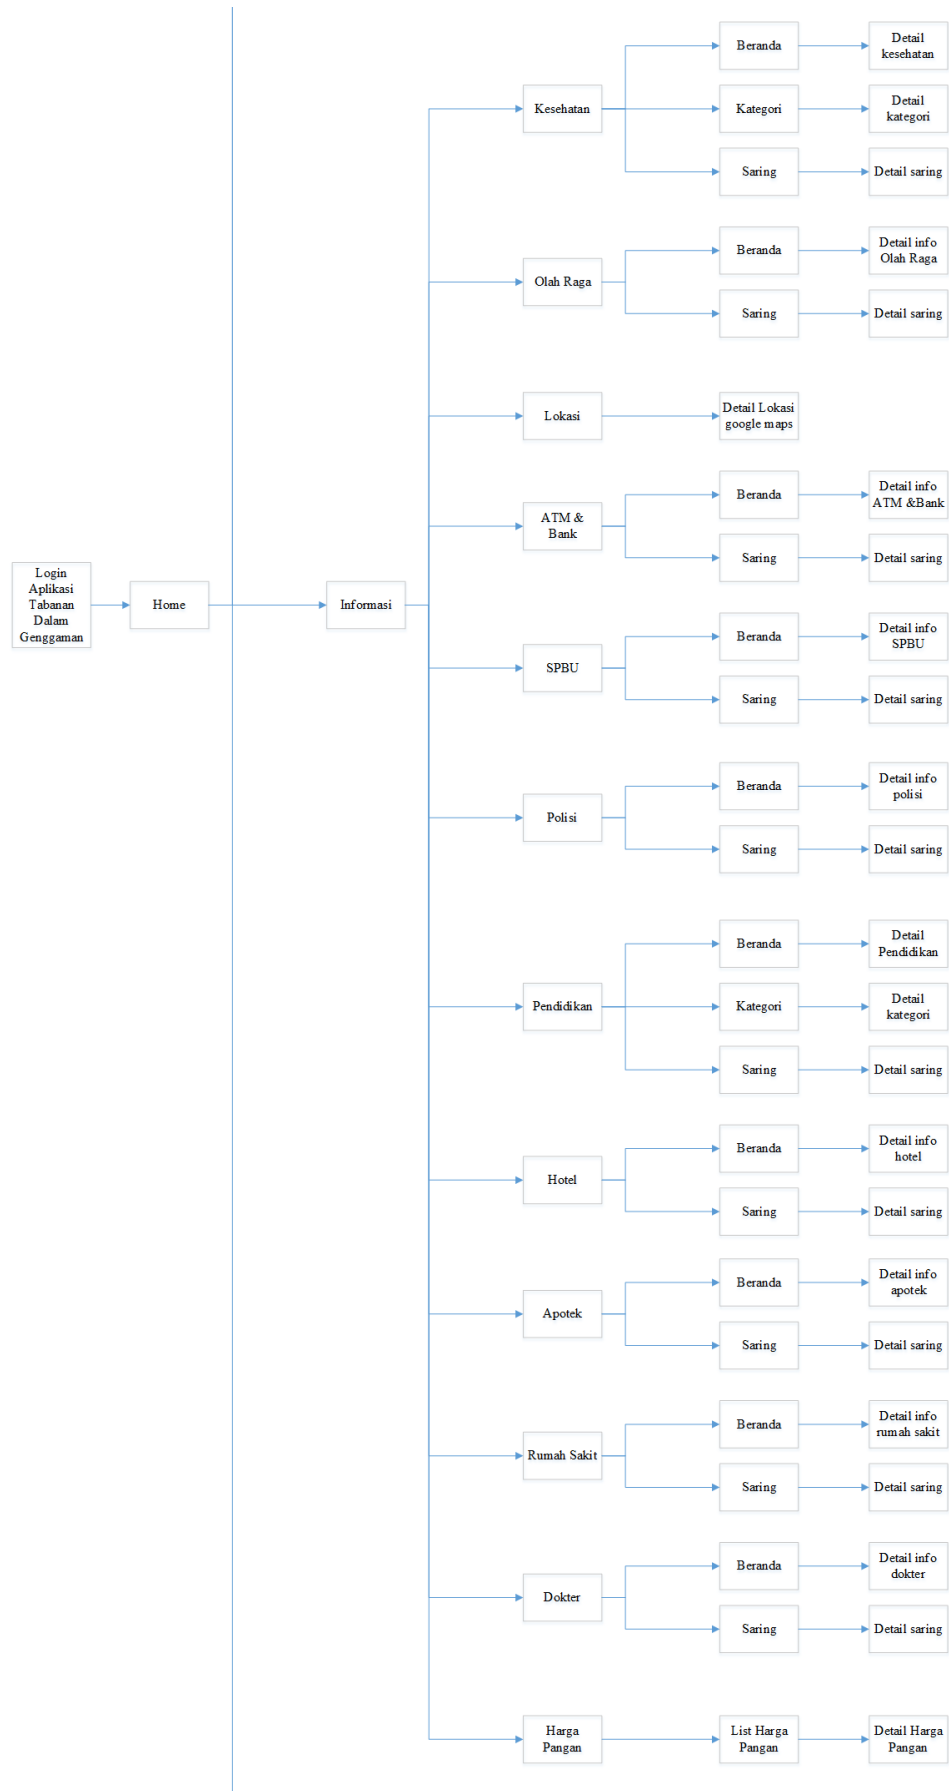 Login
Aplikasi
Tabanan
Dalam
Genggaman
Home
Informasi
Kesehatan
Beranda
Detail
kesehatan
Kategori
Detail
kategori
Saring
Detail saring
Olah Raga
Beranda
Detail info
Olah Raga
Saring
Detail saring
Lokasi
Detail Lokasi
google maps
ATM &
Bank
Beranda
Detail info
ATM &Bank
Saring
Detail saring
SPBU
Beranda
Detail info
SPBU
Saring
Detail saring
Polisi
Beranda
Detail info
polisi
Saring
Detail saring
Pendidikan
Beranda
Detail
Pendidikan
Kategori
Detail
kategori
Saring
Detail saring
Hotel
Beranda
Detail info
hotel
Saring
Detail saring
Apotek
Beranda
Detail info
apotek
Saring
Detail saring
Rumah Sakit
Beranda
Detail info
rumah sakit
Saring
Detail saring
Dokter
Beranda
Detail info
dokter
Saring
Detail saring
Harga
Pangan
List Harga
Pangan
Detail Harga
Pangan